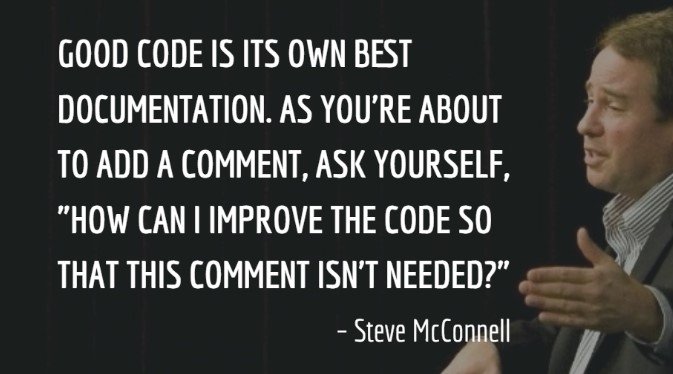 GOOD CODE IS ITS OWN BEST
DOCUMENTATION. AS YOU'RE ABOUT
TO ADD A COMMENT, ASK YOURSELF,
"HOW CAN I IMPROVE THE CODE SO
THAT THIS COMMENT ISN'T NEEDED?"
– Steve McConnell